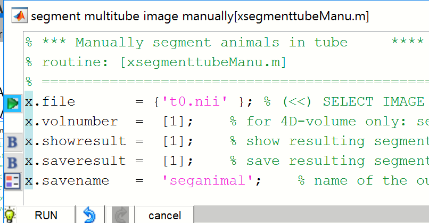 segment multitube image manually[xsegmenttubeManu.m]
% *** Manually segment animals in tube ****
% routine: [xsegmenttubeManu.m]
% ===================================
x.file = {'t0.nii' }; % (<<) SELECT IMAGE
x.volnumber = [1]; % for 4D-volume only: se
x.showresult = [1]; % show resulting segment
x.saveresult = [1]; % save resulting segment
x.savename = 'seganimal'; % name of the ou
RUN cancel